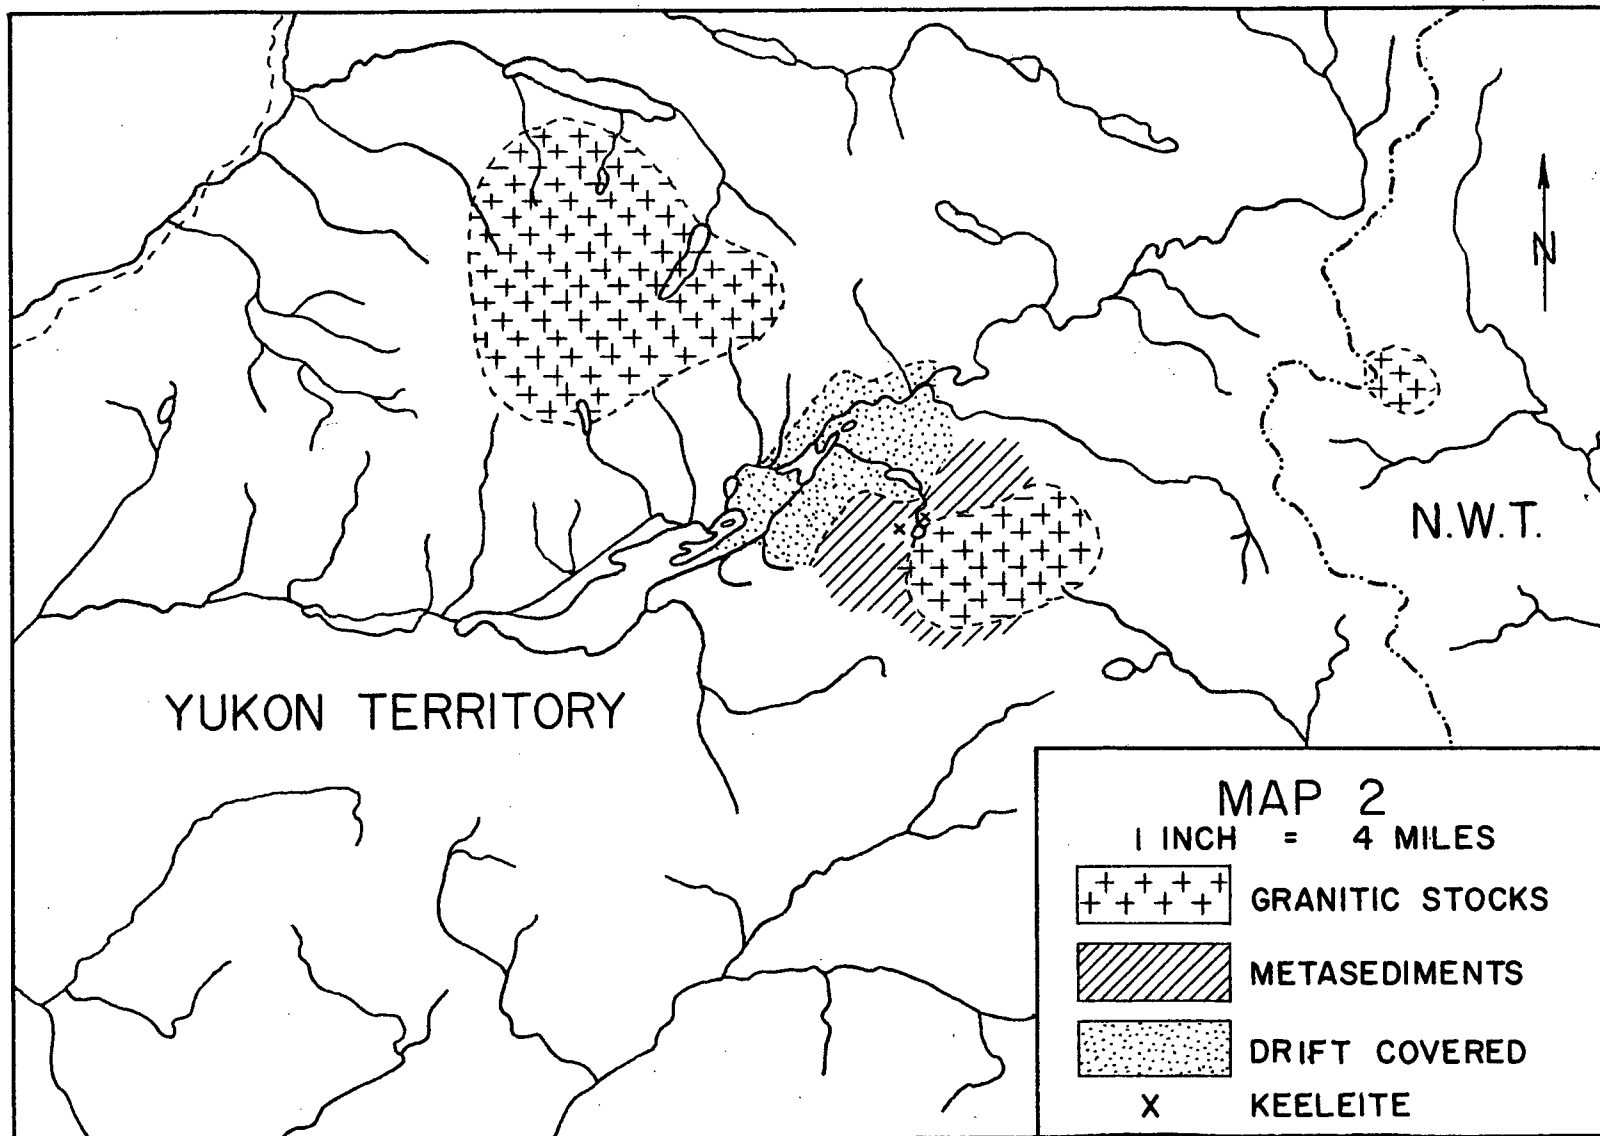 N
N.W.T.
YUKON TERRITORY
MAP 2
1 INCH = 4 MILES
GRANITIC STOCKS
METASEDIMENTS
DRIFT COVERED
X KEELEITE